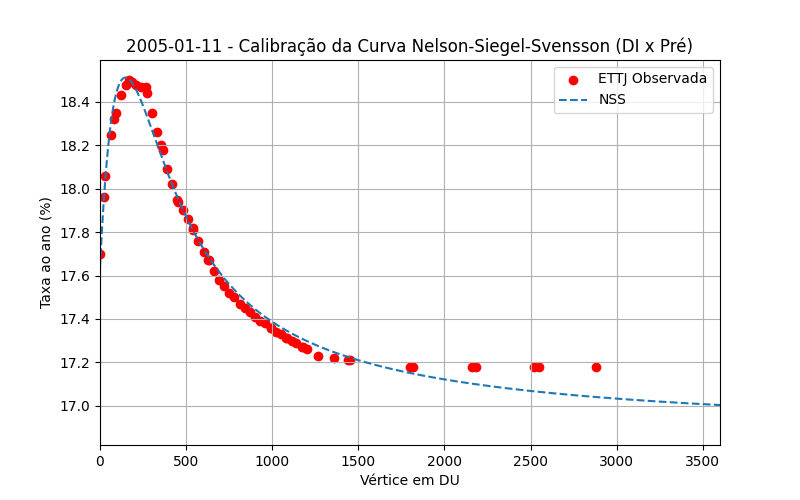 2005-01-11 - Calibração da Curva Nelson-Siegel-Svensson (DI x Pré)
ETTJ Observada
NSS
Taxa ao ano (%)
18.4
18.2
18.0
17.8
17.6
17.4
17.2
17.0
0 500 1000 1500 2000 2500 3000 3500
Vértice em DU